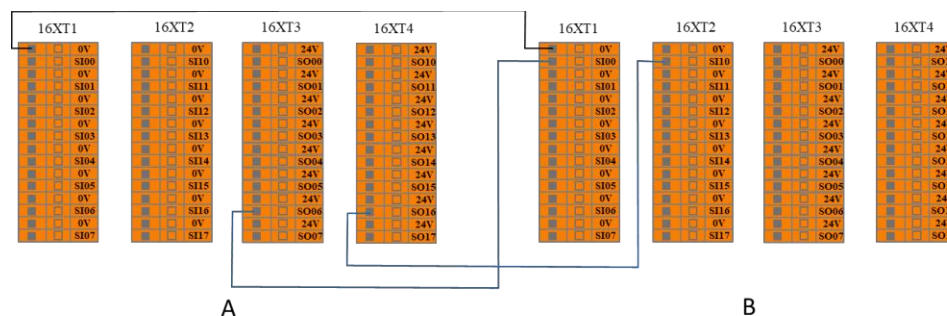 16XT1 16XT2 16XT3 16XT4 16XT1 16XT2 16XT3 16XT4
0V 0V 24V 24V 0V 0V 24V 24V
SI00 SI10 SO00 SO10 SI00 SI10 SO00
0V 0V 24V 24V 0V 0V 24V
SI01 SI11 SO01 SO11 SI01 SI11 SO01
0V 0V 24V 24V 0V 0V 24V
SI02 SI12 SO02 SO12 SI02 SI12 SO02
0V 0V 24V 24V 0V 0V 24V
SI03 SI13 SO03 SO13 SI03 SI13 SO03
0V 0V 24V 24V 0V 0V 24V
SI04 SI14 SO04 SO14 SI04 SI14 SO04
0V 0V 24V 24V 0V 0V 24V
SI05 SI15 SO05 SO15 SI05 SI15 SO05
0V 0V 24V 24V 0V 0V 24V
SI06 SI16 SO06 SO16 SI06 SI16 SO06
0V 0V 24V 24V 0V 0V 24V
SI07 SI17 SO07 SO17 SI07 SI17 SO07
A B